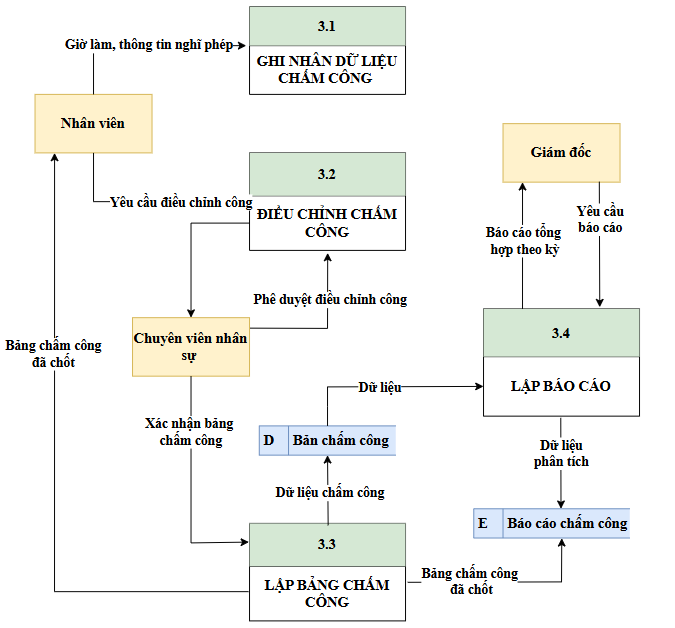 3.1
Giờ làm, thông tin nghỉ phép
GHI NHẬN DỮ LIỆU
CHẤM CÔNG
Nhân viên
Giám đốc
3.2
Yêu cầu điều chỉnh công
ĐIỀU CHỈNH CHẤM
CÔNG
Báo cáo tổng
hợp theo kỳ
Yêu cầu
báo cáo
Phê duyệt điều chỉnh công
Chuyên viên nhân
sự
3.4
LẬP BÁO CÁO
Bảng chấm công
đã chốt
Dữ liệu
Xác nhận bảng
chấm công
D
Bản chấm công
Dữ liệu
phân tích
Dữ liệu chấm công
E
Báo cáo chấm công
3.3
LẬP BẢNG CHẤM
CÔNG
Bảng chấm công
đã chốt